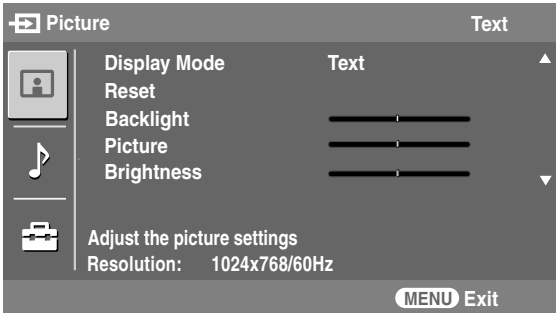 Picture Text
Display Mode Text
Reset
Backlight
Picture
Brightness
Adjust the picture settings
Resolution: 1024x768/60Hz
MENU Exit